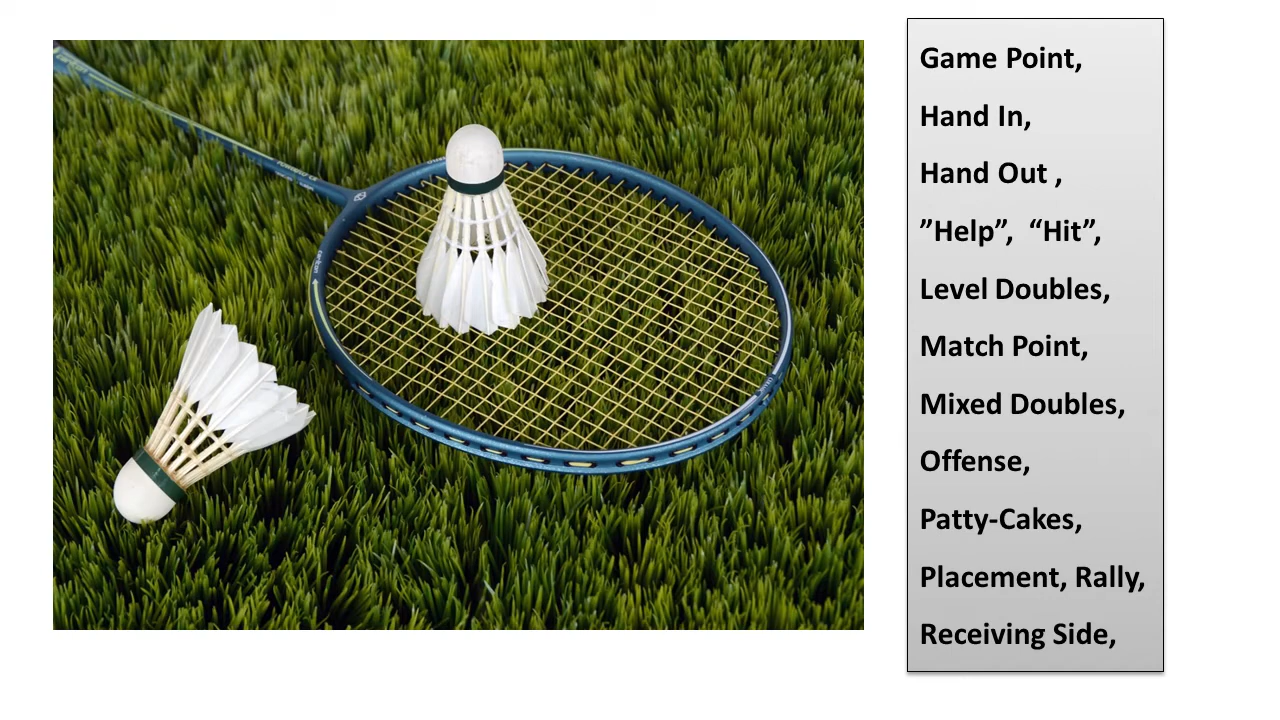 Game Point,
Hand In,
Hand Out ,
”Help”, “Hit”,
Level Doubles,
Match Point,
Mixed Doubles,
Offense,
Patty-Cakes,
Placement, Rally,
Receiving Side,